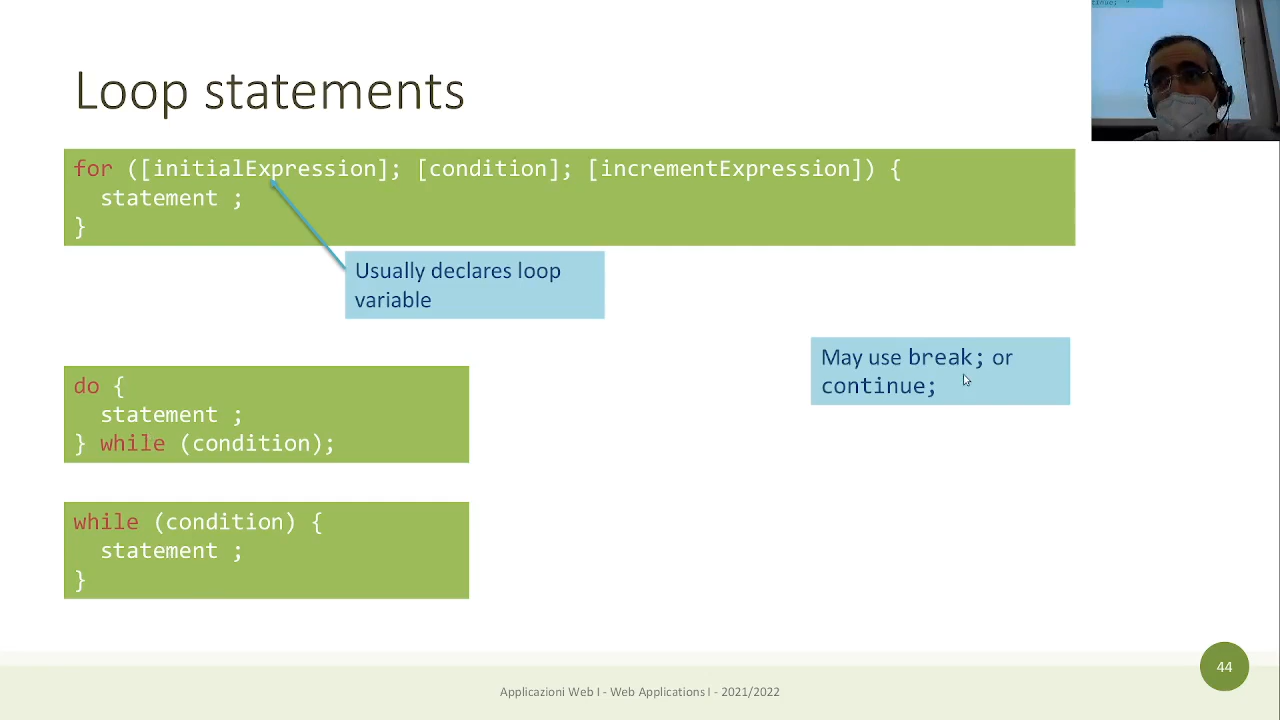 Loop statements
for ([initialExpression]; [condition]; [incrementExpression]) {
statement ;
}
Usually declares loop
variable
May use break; or
continue;
do {
statement ;
} while (condition);
while (condition) {
statement ;
}
44
Applicazioni Web I - Web Applications I - 2021/2022